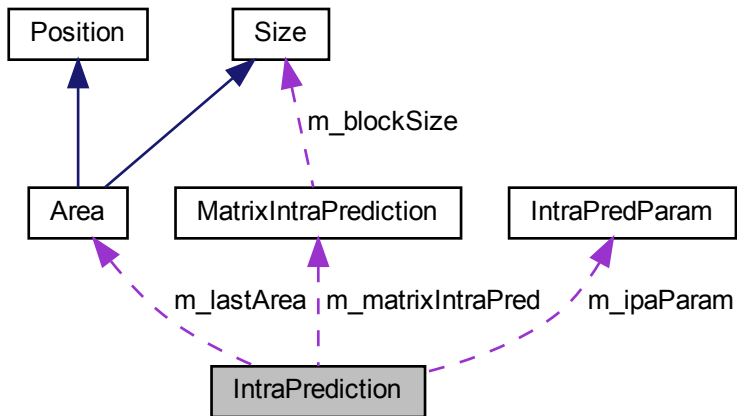 Position
Size
m_blockSize
Area
MatrixIntraPrediction
IntraPredParam
m_lastArea
m_matrixIntraPred
m_ipaParam
IntraPrediction